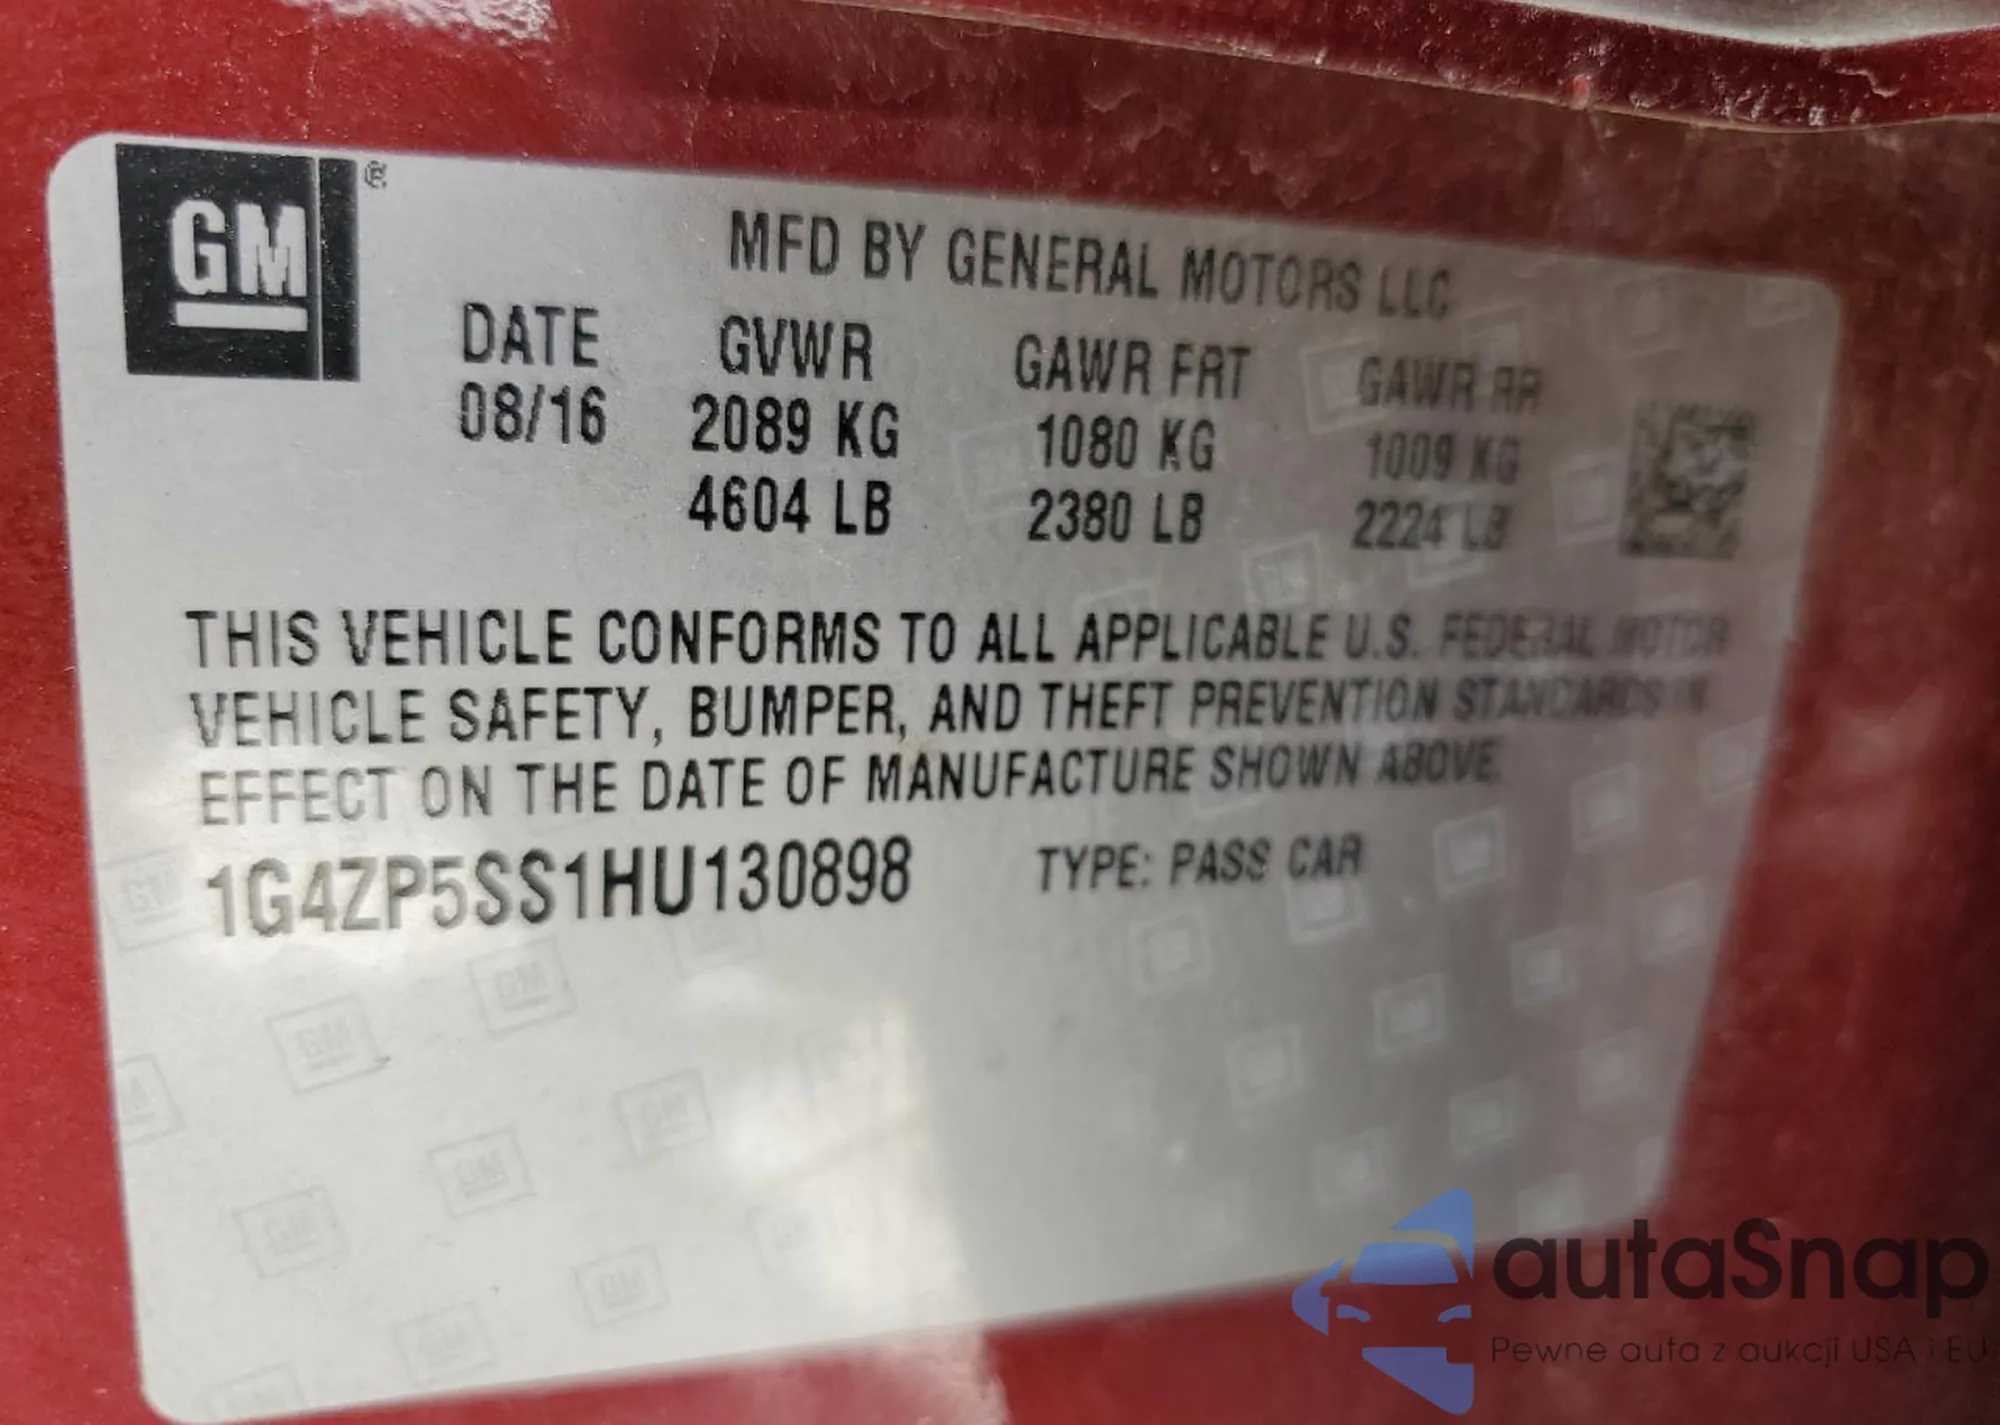 GM ®
MFD BY GENERAL MOTORS LLC
DATE GVWR GAWR FRT GAWR RR
08/16 2089 KG 1080 KG 1009 KG
4604 LB 2380 LB 2224 LB
THIS VEHICLE CONFORMS TO ALL APPLICABLE U.S. FEDERAL MOTOR
VEHICLE SAFETY, BUMPER, AND THEFT PREVENTION STANDARDS IN
EFFECT ON THE DATE OF MANUFACTURE SHOWN ABOVE.
1G4ZP5SS1HU130898 TYPE: PASS CAR
autaSnap
Pewne auta z aukcji USA i EU